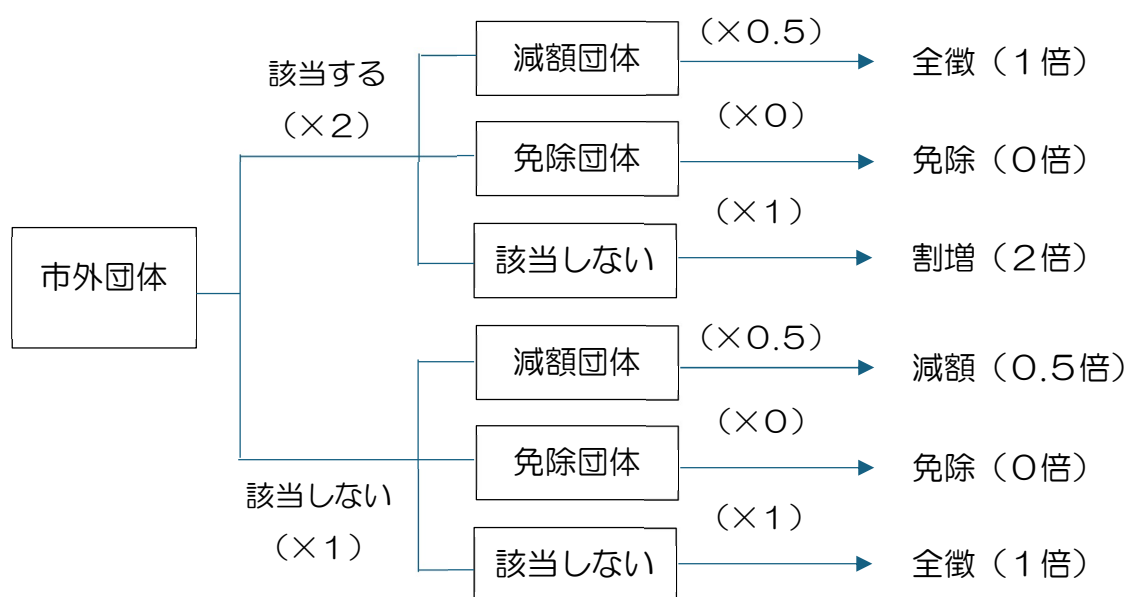 市外団体
該当する
（×２）
減額団体
（×０.５）
全徴（１倍）
免除団体
（×０）
免除（０倍）
該当しない
（×１）
割増（２倍）
該当しない
（×１）
減額団体
（×０.５）
減額（０.５倍）
免除団体
（×０）
免除（０倍）
該当しない
（×１）
全徴（１倍）